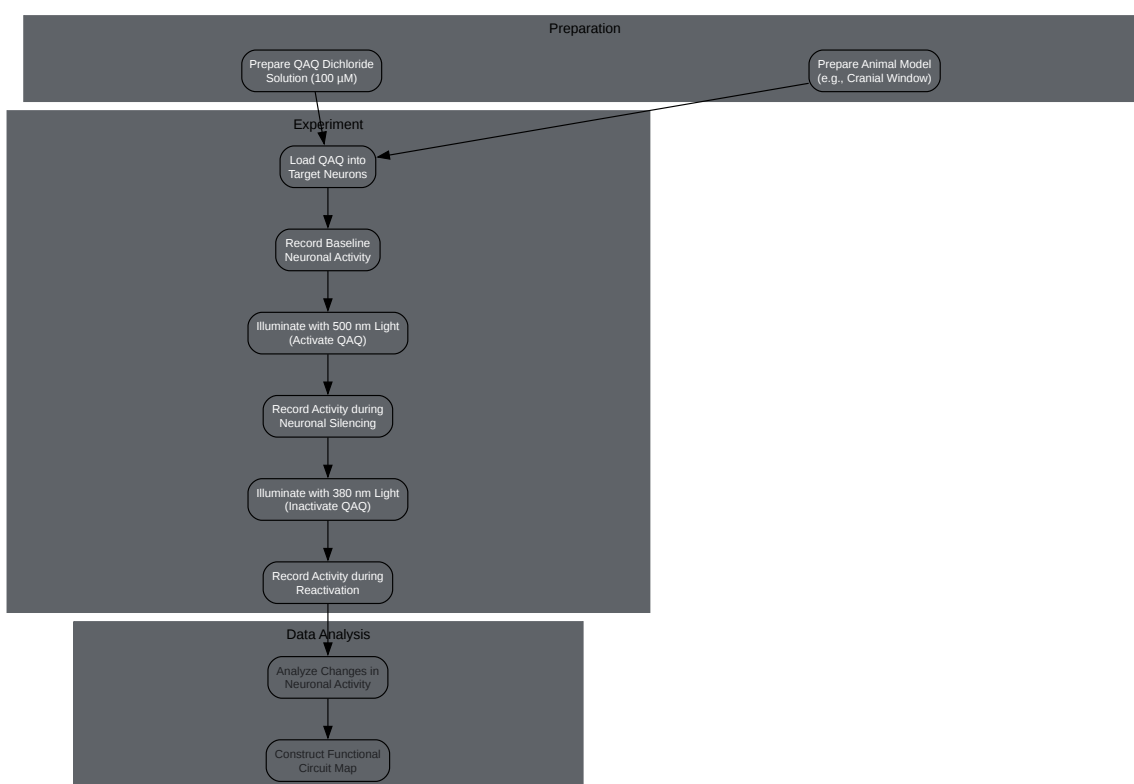 Preparation
Prepare QAQ Dichloride
Solution (100 µM)
Prepare Animal Model
(e.g., Cranial Window)
Experiment
Load QAQ into
Target Neurons
Record Baseline
Neuronal Activity
Illuminate with 500 nm Light
(Activate QAQ)
Record Activity during
Neuronal Silencing
Illuminate with 380 nm Light
(Inactivate QAQ)
Record Activity during
Reactivation
Data Analysis
Analyze Changes in
Neuronal Activity
Construct Functional
Circuit Map